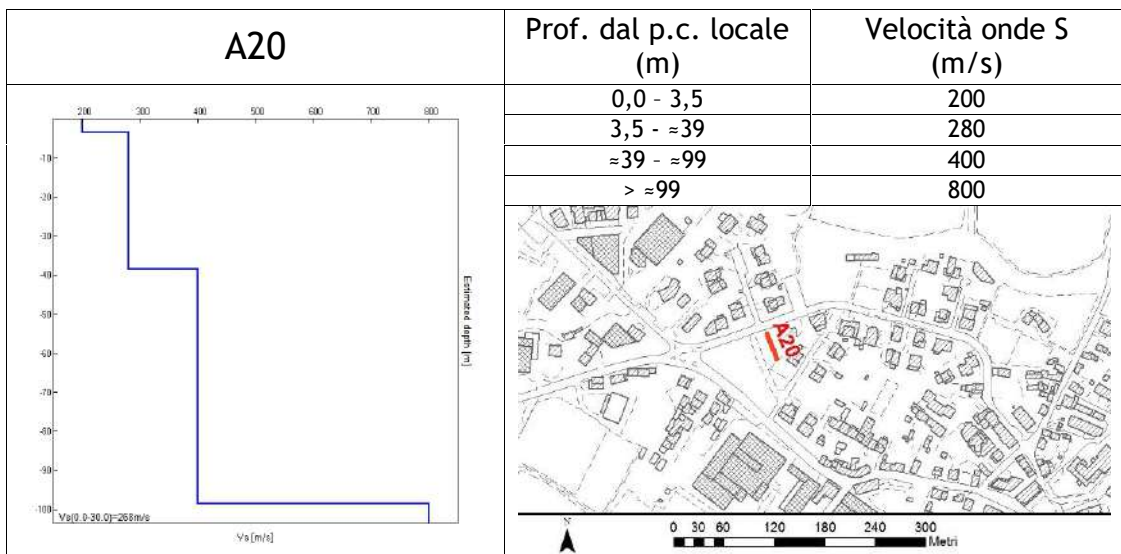 A20
Prof. dal p.c. locale
(m)
Velocità onde S
(m/s)
0,0 – 3,5 200
3,5 - ≈39 280
≈39 – ≈99 400
> ≈99 800
200 300 400 500 600 700 800
-10
-20
-30
-40
-50
-60
-70
-80
-90
-100
Estimated depth [m]
Vs(0.0-30.0)=268m/s
Vs [m/s]
A20
N
0 30 60 120 180 240 300
Metri